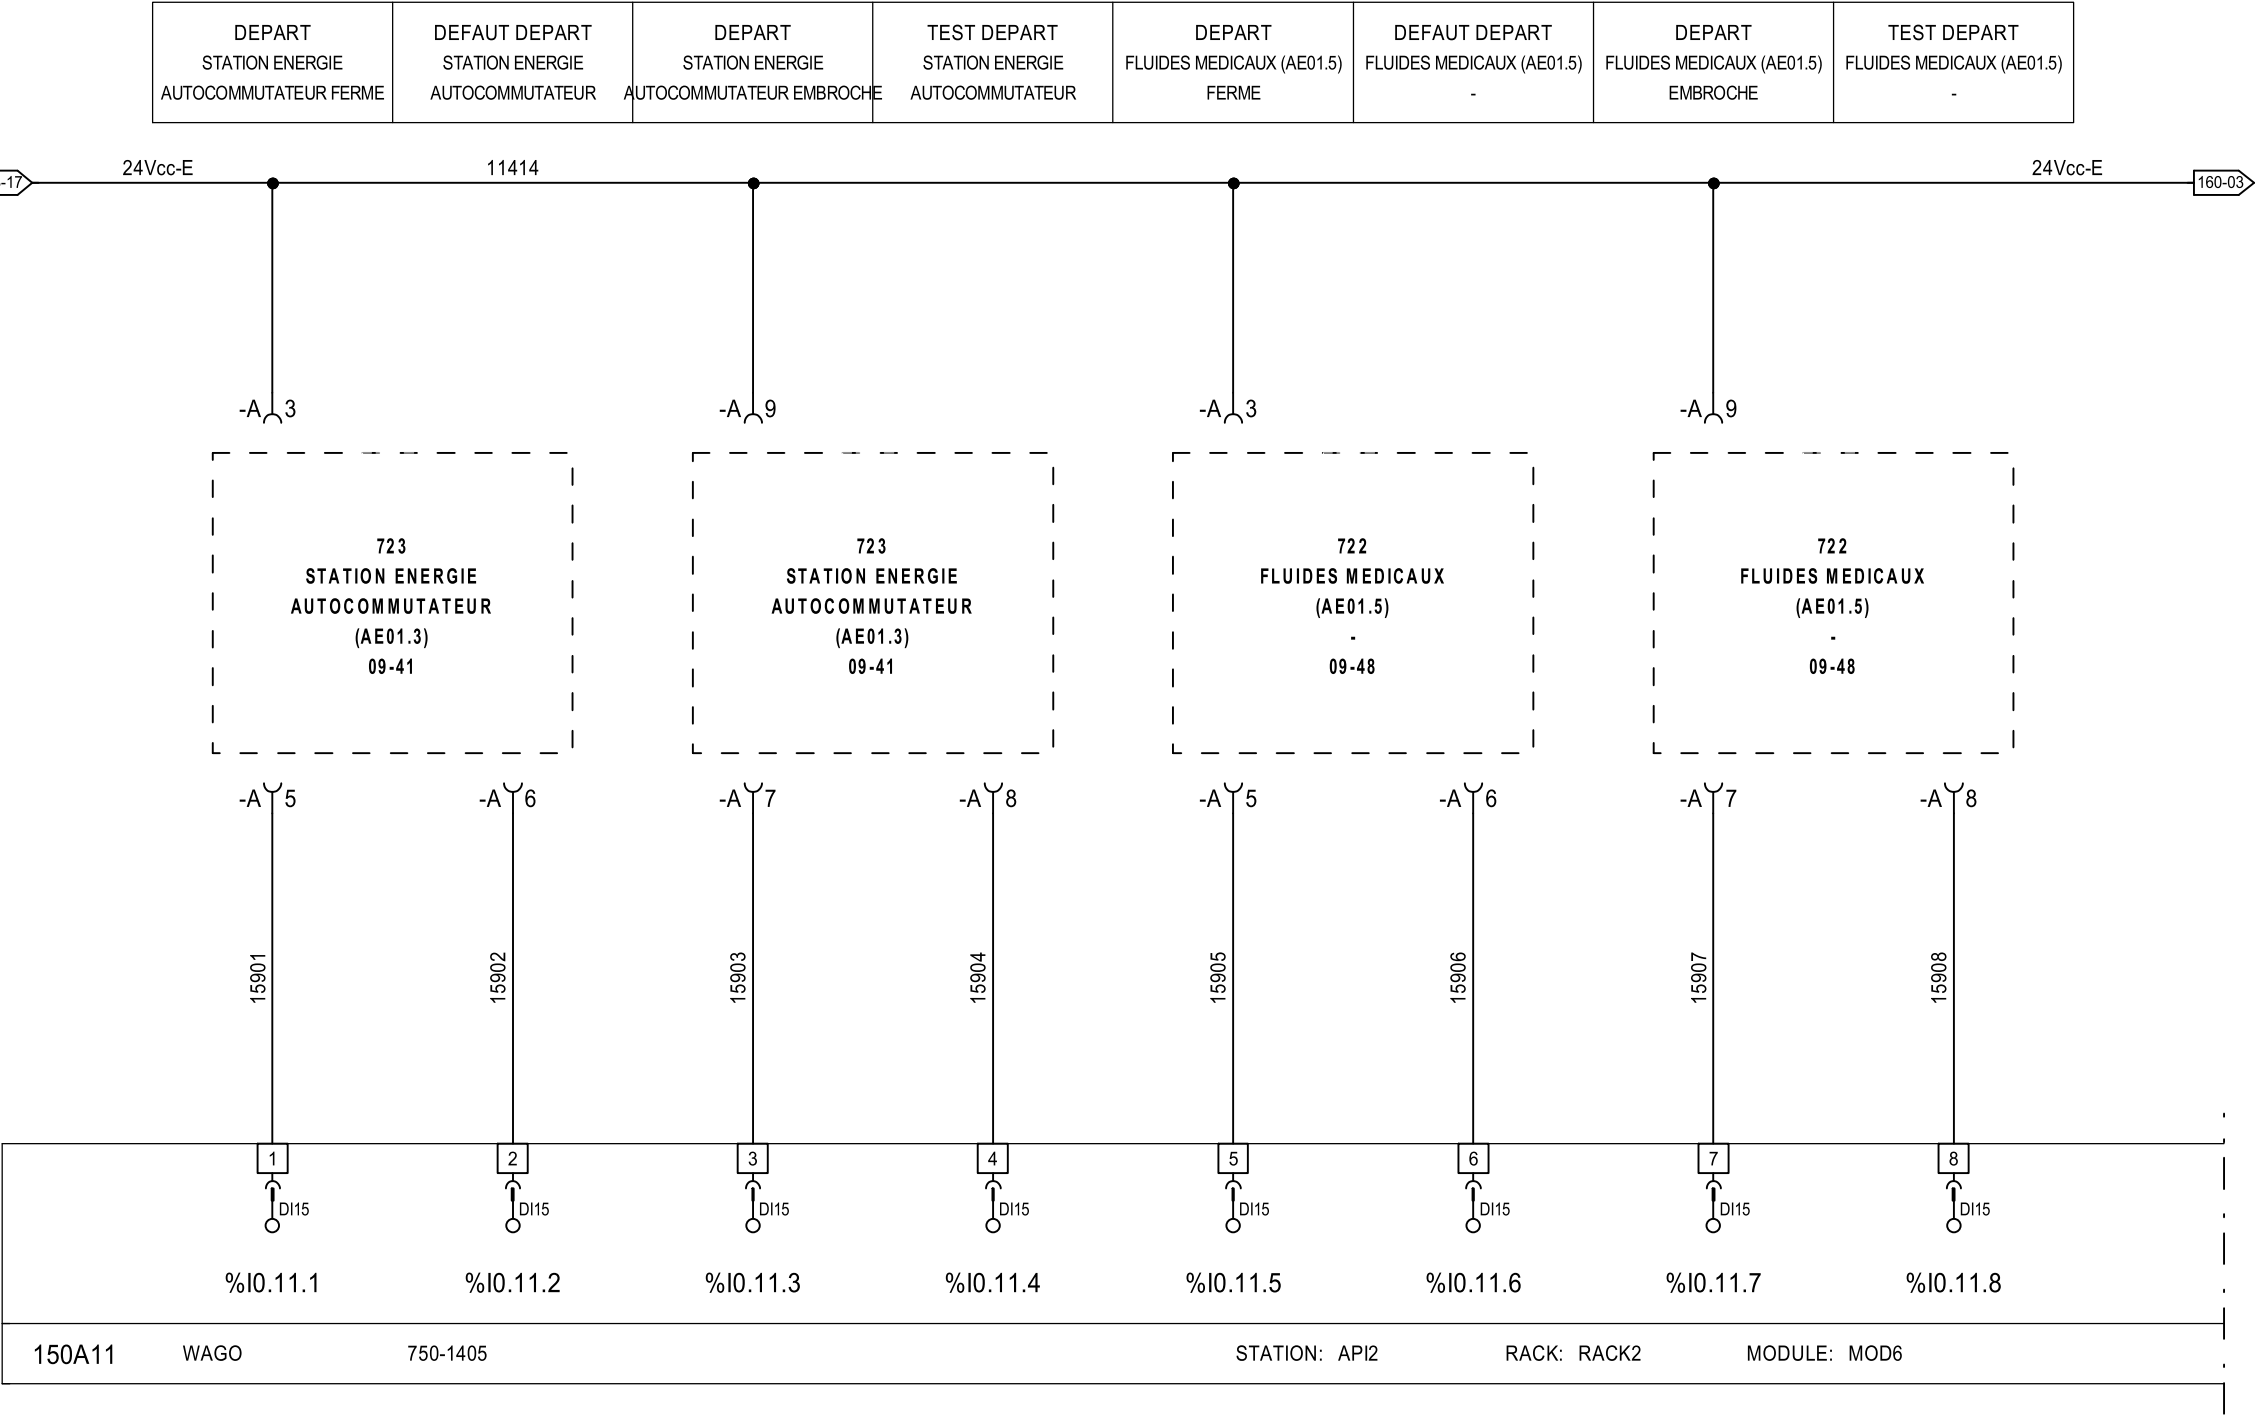 DEPART
STATION ENERGIE
AUTOCOMMUTATEUR FERME
DEFAUT DEPART
STATION ENERGIE
AUTOCOMMUTATEUR
DEPART
STATION ENERGIE
AUTOCOMMUTATEUR EMBROCHE
TEST DEPART
STATION ENERGIE
AUTOCOMMUTATEUR
DEPART
FLUIDES MEDICAUX (AE01.5)
FERME
DEFAUT DEPART
FLUIDES MEDICAUX (AE01.5)
-
DEPART
FLUIDES MEDICAUX (AE01.5)
EMBROCHE
TEST DEPART
FLUIDES MEDICAUX (AE01.5)
-
-17 24Vcc-E 11414 24Vcc-E 160-03
-A 3 -A 9 -A 3 -A 9
723
STATION ENERGIE
AUTOCOMMUTATEUR
(AE01.3)
09-41
723
STATION ENERGIE
AUTOCOMMUTATEUR
(AE01.3)
09-41
722
FLUIDES MEDICAUX
(AE01.5)
-
09-48
722
FLUIDES MEDICAUX
(AE01.5)
-
09-48
-A 5 -A 6 -A 7 -A 8 -A 5 -A 6 -A 7 -A 8
15901 15902 15903 15904 15905 15906 15907 15908
1 2 3 4 5 6 7 8
DI15 DI15 DI15 DI15 DI15 DI15 DI15 DI15
%I0.11.1 %I0.11.2 %I0.11.3 %I0.11.4 %I0.11.5 %I0.11.6 %I0.11.7 %I0.11.8
150A11 WAGO 750-1405 STATION: API2 RACK: RACK2 MODULE: MOD6